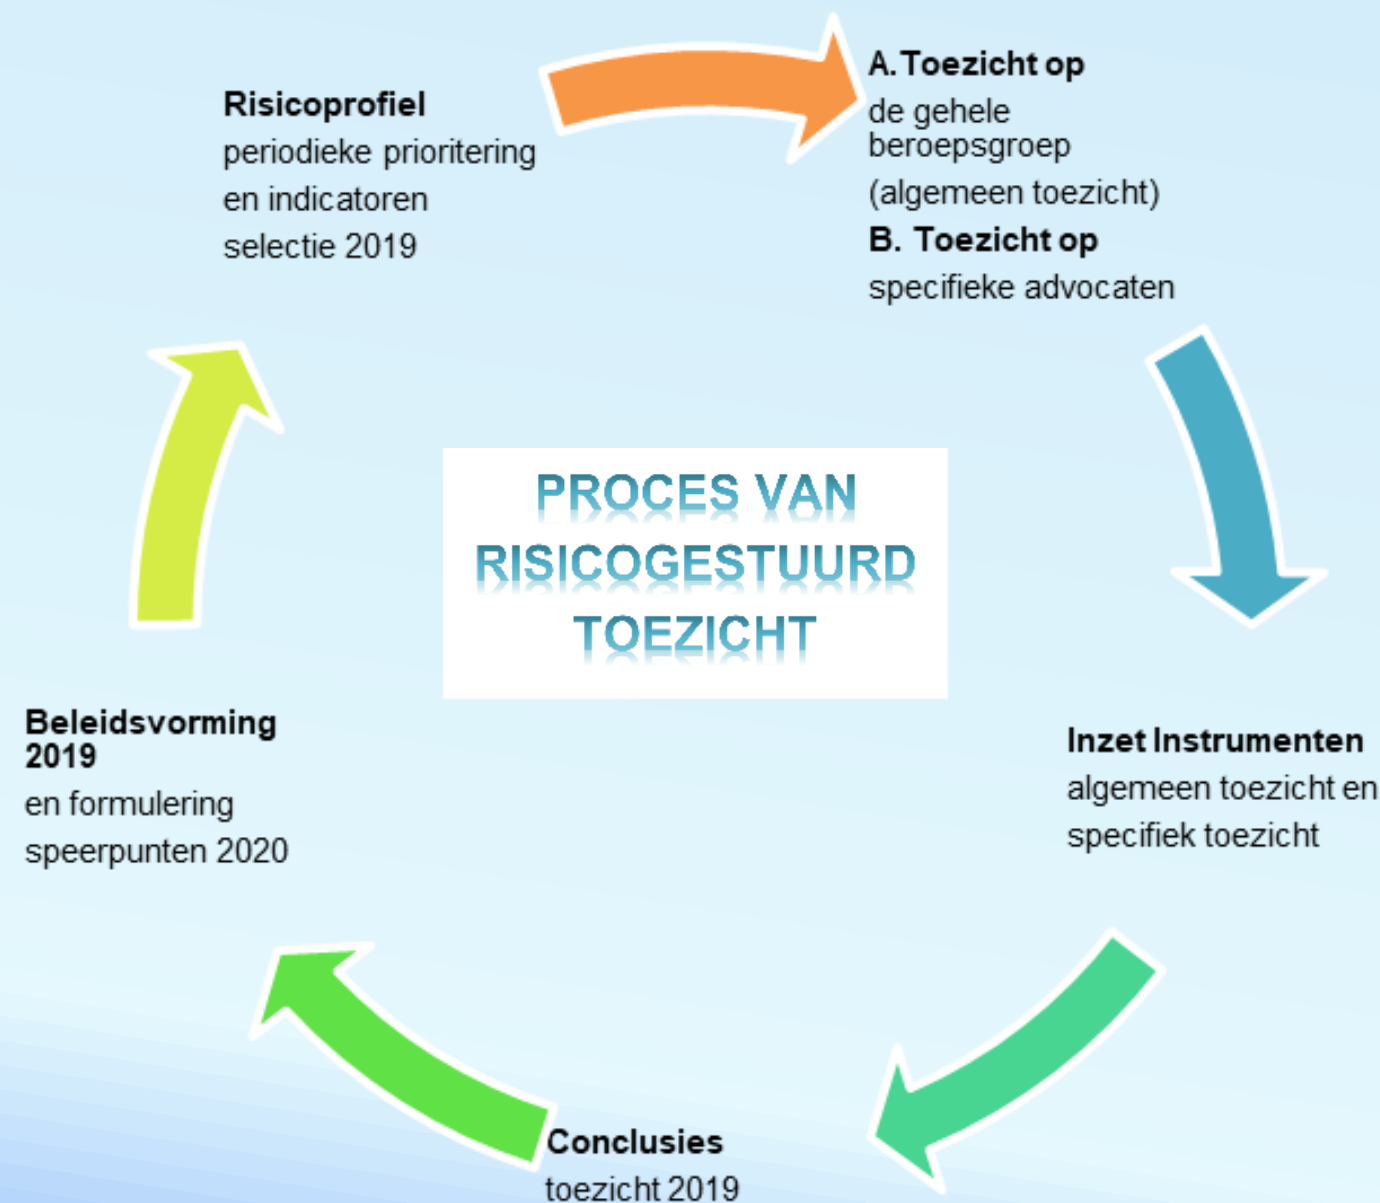 Risicoprofiel
periodieke prioritering
en indicatoren
selectie 2019
A. Toezicht op
de gehele
beroepsgroep
(algemeen toezicht)
B. Toezicht op
specifieke advocaten
PROCES VAN
RISICOGESTUURD
TOEZICHT
Inzet Instrumenten
algemeen toezicht en
specifiek toezicht
Conclusies
toezicht 2019
Beleidsvorming
2019
en formulering
speerpunten 2020